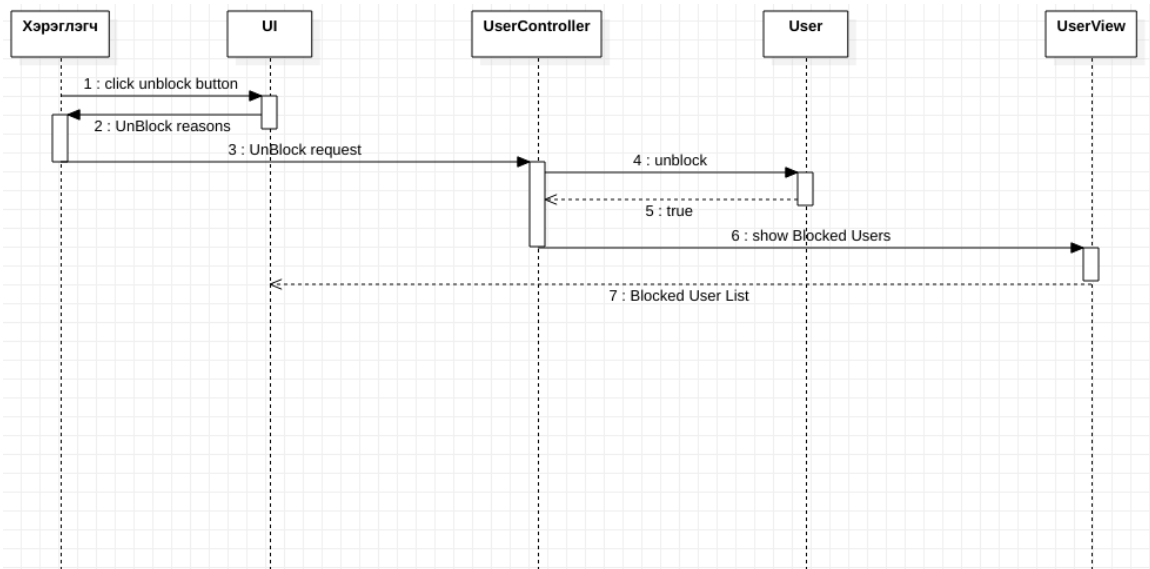 Хэрэглэгч
UI
UserController
User
UserView
1 : click unblock button
2 : UnBlock reasons
3 : UnBlock request
4 : unblock
5 : true
6 : show Blocked Users
7 : Blocked User List